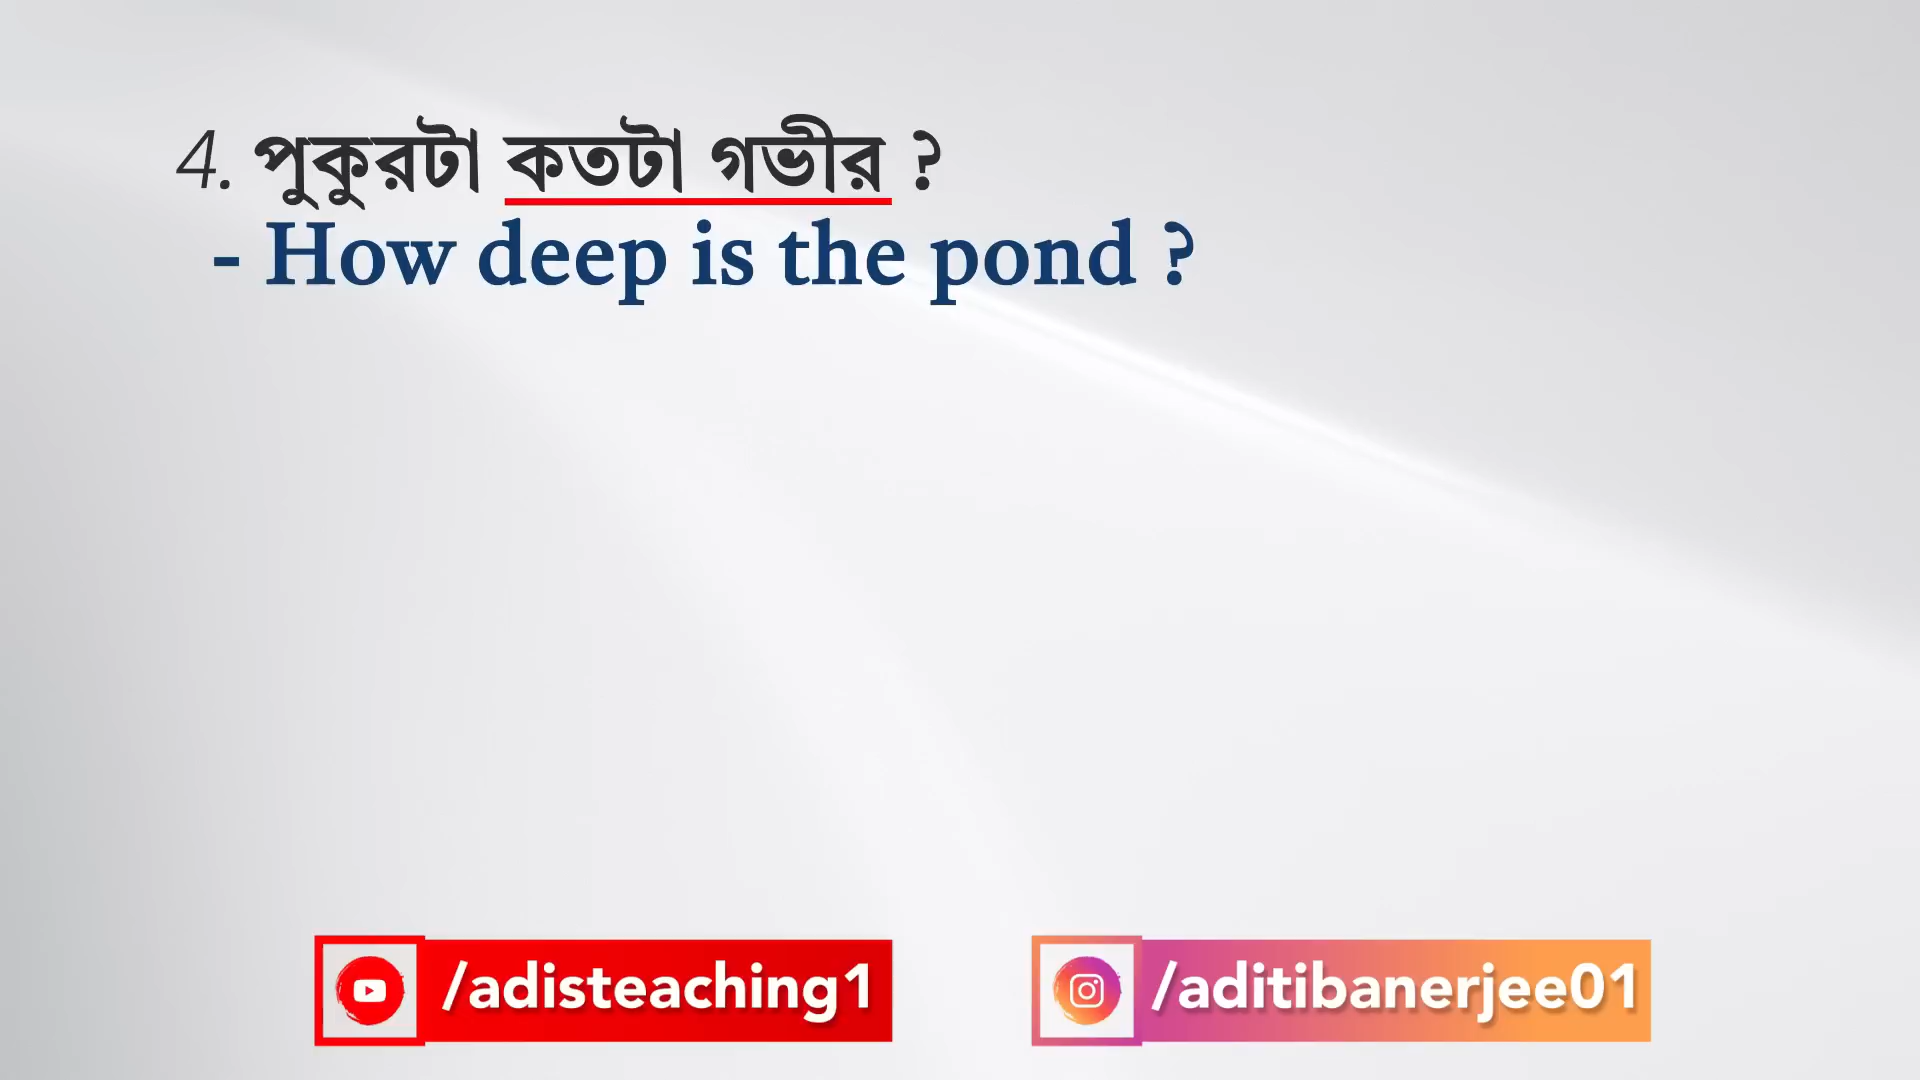 4. পুকুরটা কতটা গভীর ?
- How deep is the pond ?
/adisteaching1
/aditibanerjee01